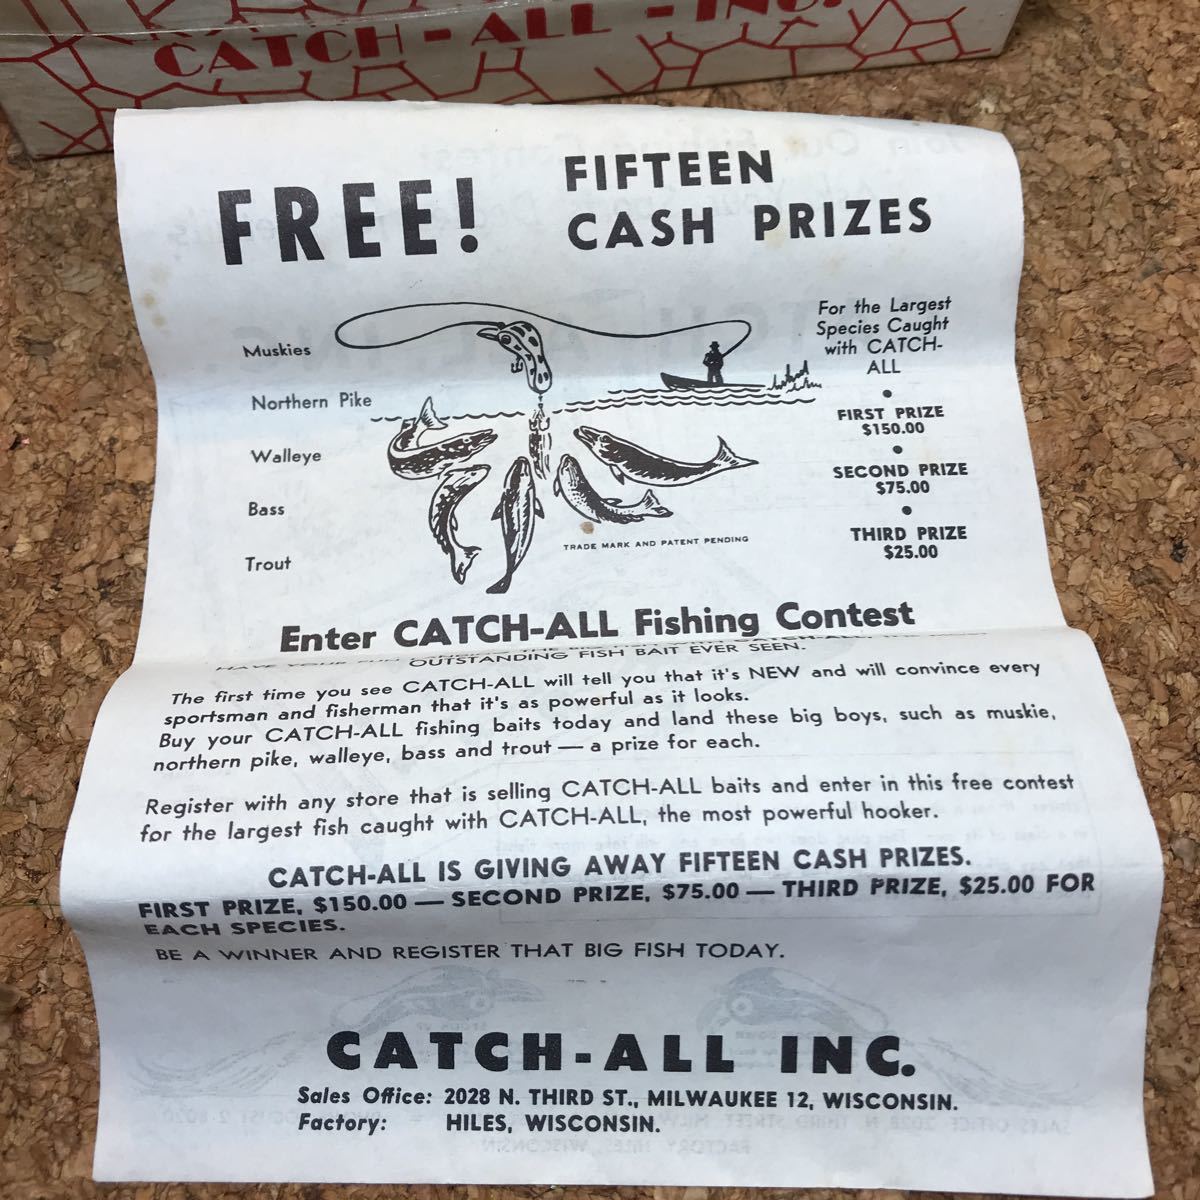 CATCH-ALL-INC.
FREE!
FIFTEEN
CASH PRIZES
Muskies
Northern Pike
Walleye
Bass
Trout
For the Largest
Species Caught
with CATCH-
ALL
•
FIRST PRIZE
$150.00
•
SECOND PRIZE
$75.00
•
THIRD PRIZE
$25.00
TRADE MARK AND PATENT PENDING
Enter CATCH-ALL Fishing Contest
HAVE YOUR
OUTSTANDING FISH BAIT EVER SEEN.
The first time you see CATCH-ALL will tell you that it's NEW and will convince every
sportsman and fisherman that it's as powerful as it looks.
Buy your CATCH-ALL fishing baits today and land these big boys, such as muskie,
northern pike, walleye, bass and trout — a prize for each.
Register with any store that is selling CATCH-ALL baits and enter in this free contest
for the largest fish caught with CATCH-ALL, the most powerful hooker.
CATCH-ALL IS GIVING AWAY FIFTEEN CASH PRIZES.
FIRST PRIZE, $150.00 — SECOND PRIZE, $75.00 — THIRD PRIZE, $25.00 FOR
EACH SPECIES.
BE A WINNER AND REGISTER THAT BIG FISH TODAY.
CATCH-ALL INC.
Sales Office: 2028 N. THIRD ST., MILWAUKEE 12, WISCONSIN.
Factory: HILES, WISCONSIN.